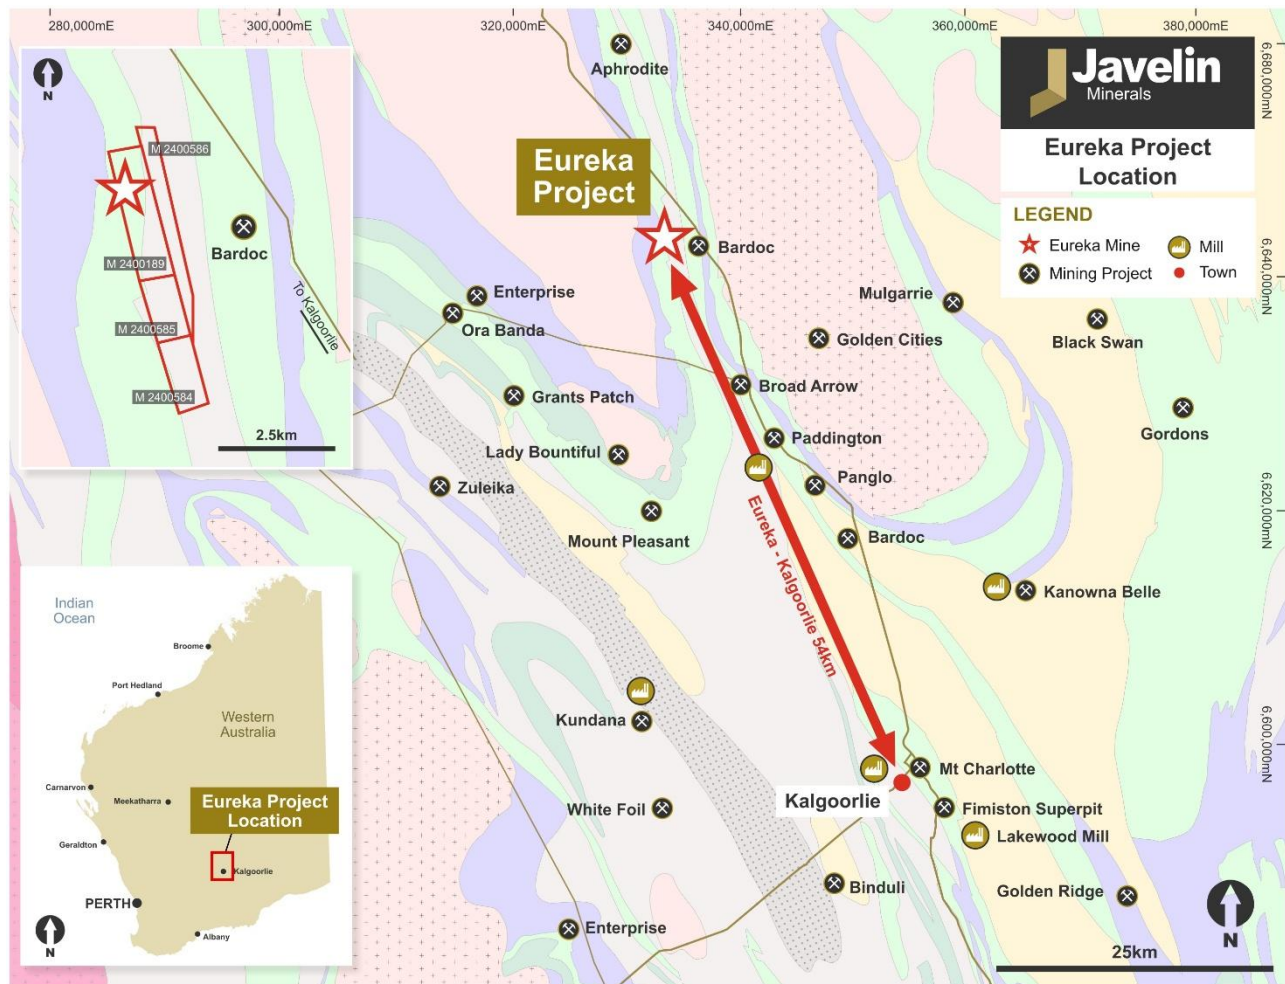 280,000mE
300,000mE
320,000mE
340,000mE
360,000mE
380,000mE
6,680,000mN
6,640,000mN
6,620,000mN
6,600,000mN
Javelin
Minerals
Eureka Project
Location
LEGEND
Eureka Mine
Mill
Mining Project
Town
N
M 2400586
M 2400189
M 2400585
M 2400584
Bardoc
To Kalgoorlie
2.5km
Aphrodite
Eureka
Project
Bardoc
Enterprise
Ora Banda
Mulgarrie
Golden Cities
Black Swan
Grants Patch
Broad Arrow
Gordons
Lady Bountiful
Paddington
Zuleika
Panglo
Mount Pleasant
Bardoc
Kanowna Belle
Eureka - Kalgoorlie 54km
Kundana
White Foil
Kalgoorlie
Mt Charlotte
Fimiston Superpit
Lakewood Mill
Binduli
Golden Ridge
Enterprise
N
25km
Indian
Ocean
Broome
Port Hedland
Western
Australia
Carnarvon
Meekatharra
Eureka Project
Location
Geraldton
Kalgoorlie
PERTH
Albany
N